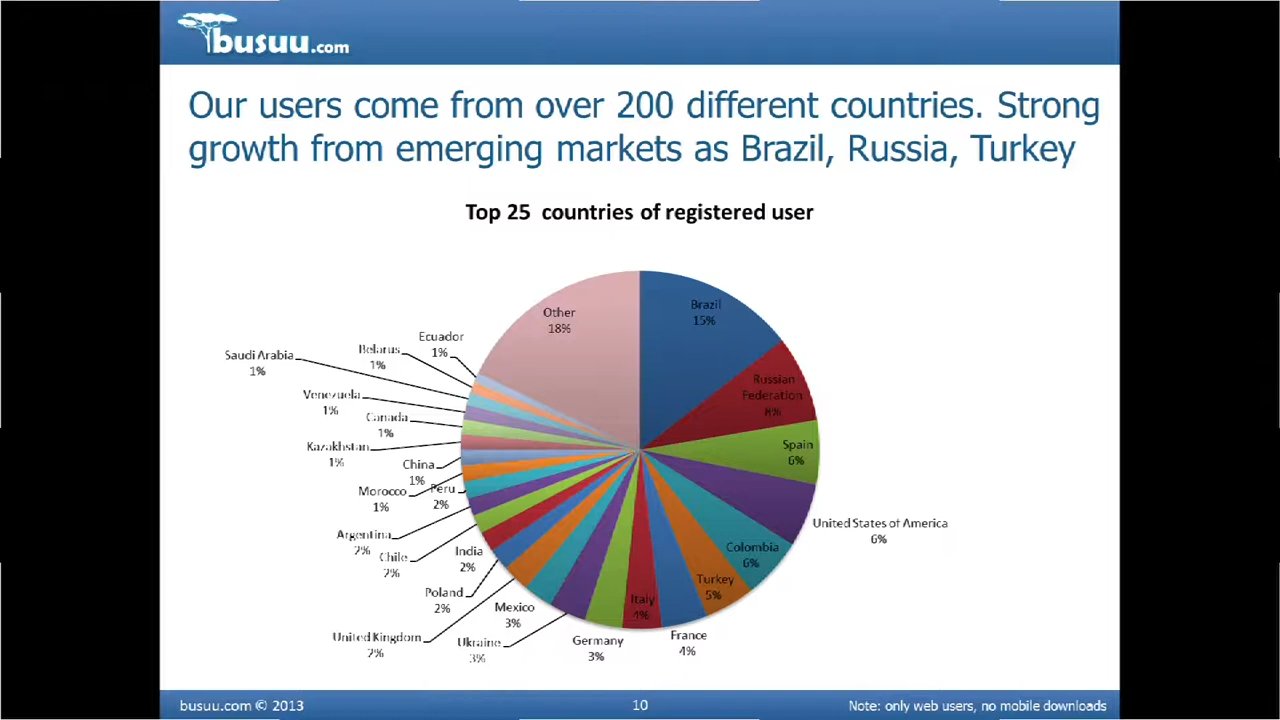 busuu.com
Our users come from over 200 different countries. Strong
growth from emerging markets as Brazil, Russia, Turkey
Top 25 countries of registered user
Brazil
15%
Russian
Federation
8%
Spain
6%
United States of America
6%
Colombia
6%
Turkey
5%
France
4%
Italy
4%
Germany
3%
Ukraine
3%
Mexico
3%
United Kingdom
2%
Poland
2%
India
2%
Chile
2%
Argentina
2%
Peru
2%
Morocco
1%
China
1%
Kazakhstan
1%
Canada
1%
Venezuela
1%
Saudi Arabia
1%
Belarus
1%
Ecuador
1%
Other
18%
busuu.com © 2013
10
Note: only web users, no mobile downloads